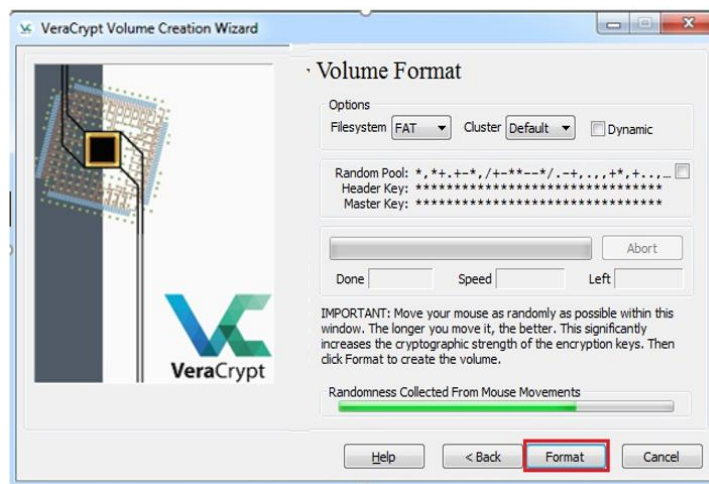 VeraCrypt Volume Creation Wizard
Volume Format
Options
Filesystem FAT Cluster Default Dynamic
Random Pool: *,*+.+-*,/+-**--*/.-+,.,,+*,+..,…
Header Key: ********************************
Master Key: ********************************
Abort
Done Speed Left
IMPORTANT: Move your mouse as randomly as possible within this
window. The longer you move it, the better. This significantly
increases the cryptographic strength of the encryption keys. Then
click Format to create the volume.
Randomness Collected From Mouse Movements
VeraCrypt
Help < Back Format Cancel